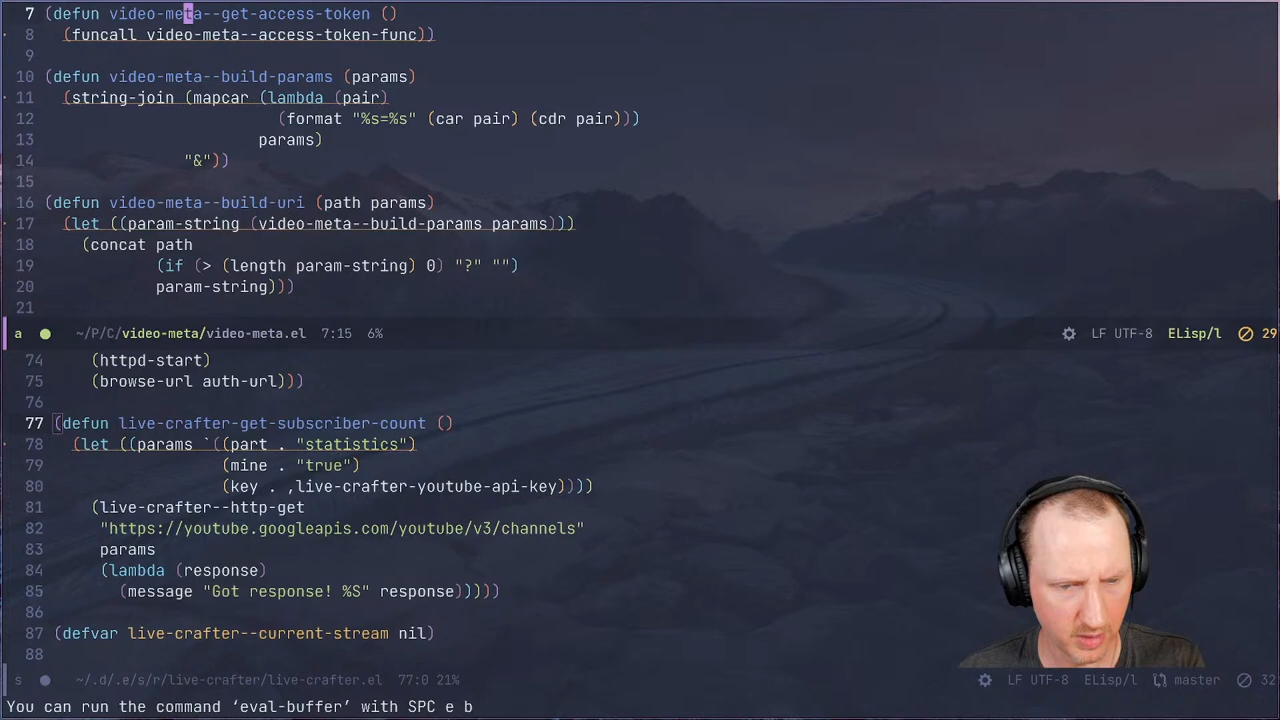 7 (defun video-meta--get-access-token ()
8 (funcall video-meta--access-token-func))
9
10 (defun video-meta--build-params (params)
11 (string-join (mapcar (lambda (pair)
12 (format "%s=%s" (car pair) (cdr pair)))
13 params)
14 "&"))
15
16 (defun video-meta--build-uri (path params)
17 (let ((param-string (video-meta--build-params params)))
18 (concat path
19 (if (> (length param-string) 0) "?" "")
20 param-string)))
21
a ~/P/C/video-meta/video-meta.el 7:15 6% LF UTF-8 ELisp/l 29
74 (httpd-start)
75 (browse-url auth-url)))
76
77 (defun live-crafter-get-subscriber-count ()
78 (let ((params `((part . "statistics")
79 (mine . "true")
80 (key . ,live-crafter-youtube-api-key))))
81 (live-crafter--http-get
82 "https://youtube.googleapis.com/youtube/v3/channels"
83 params
84 (lambda (response)
85 (message "Got response! %S" response)))))
86
87 (defvar live-crafter--current-stream nil)
88
s ~/.d/.e/s/r/live-crafter/live-crafter.el 77:0 21% LF UTF-8 ELisp/l master 32
You can run the command ‘eval-buffer’ with SPC e b